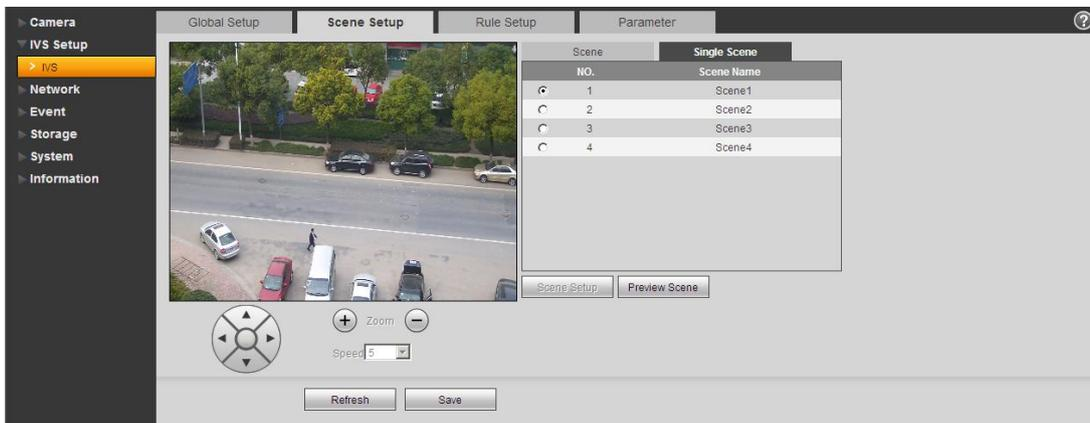 Camera
IVS Setup
> IVS
Network
Event
Storage
System
Information
Global Setup
Scene Setup
Rule Setup
Parameter
?
Scene
Single Scene
NO. Scene Name
1 Scene1
2 Scene2
3 Scene3
4 Scene4
Scene Setup
Preview Scene
+ Zoom −
Speed 5
Refresh
Save